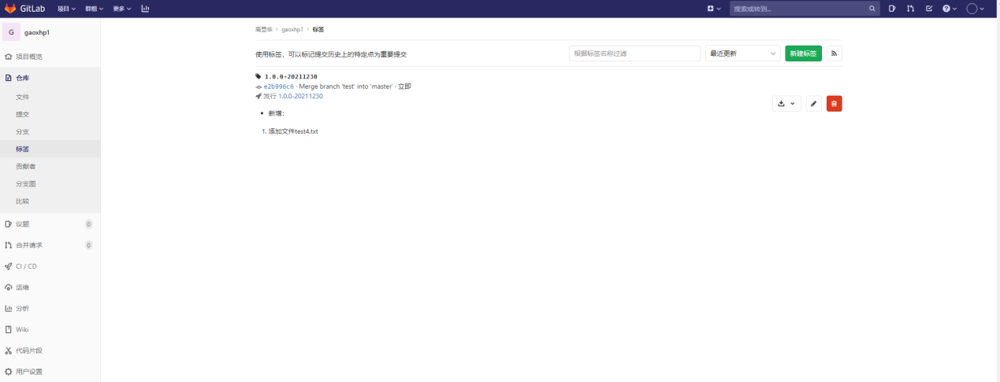 GitLab 项目 群组 更多 搜索或转到...
G gaoxhp1
高慧华 > gaoxhp1 > 标签
项目概览
仓库
文件
提交
分支
标签
贡献者
分支图
比较
议题 0
合并请求 0
CI / CD
运维
分析
Wiki
代码片段
用户设置
使用标签，可以标记提交历史上的特定点为重要提交 根据标签名称过滤 最近更新 新建标签
1.0.0-20211230
e2b996c6 · Merge branch 'test' into 'master' · 立即
发行 1.0.0-20211230
• 新增：
1. 添加文件test4.txt